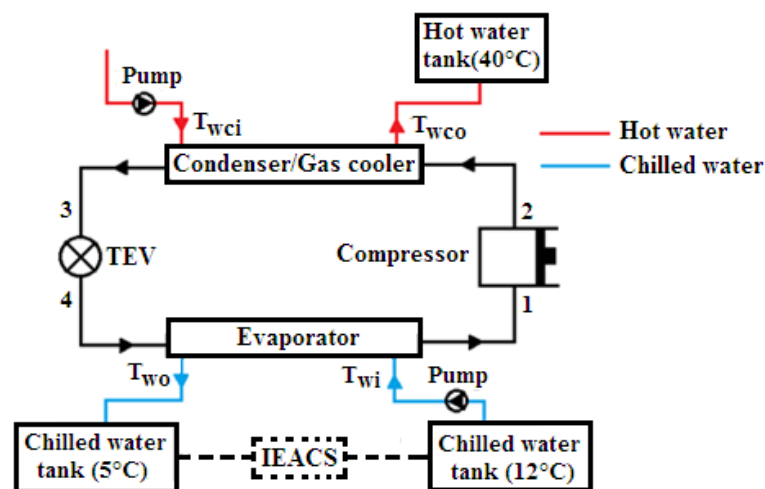 Hot water
tank(40°C)
Pump
Twci
Twco
Hot water
Condenser/Gas cooler
Chilled water
3
2
TEV
Compressor
4
1
Evaporator
Two
Twi
Pump
Chilled water
tank (5°C)
IEACS
Chilled water
tank (12°C)